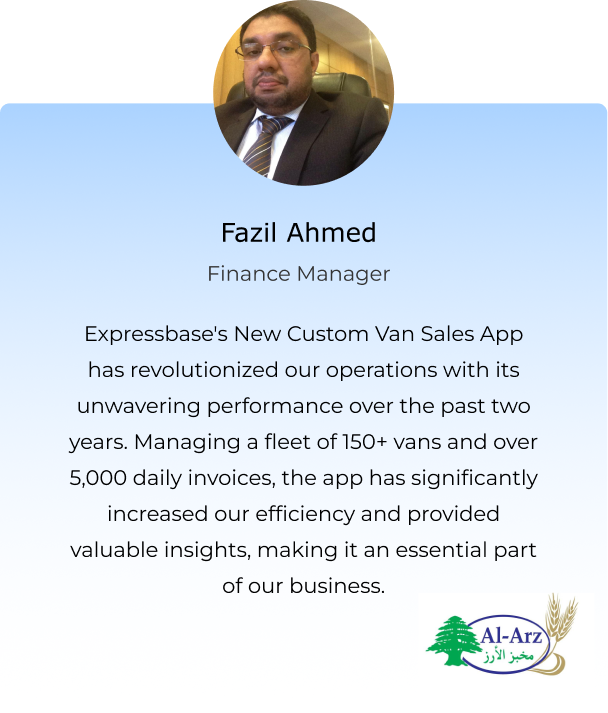 Fazil Ahmed
Finance Manager
Expressbase's New Custom Van Sales App
has revolutionized our operations with its
unwavering performance over the past two
years. Managing a fleet of 150+ vans and over
5,000 daily invoices, the app has significantly
increased our efficiency and provided
valuable insights, making it an essential part
of our business.
Al-Arz
مخبز الأرز